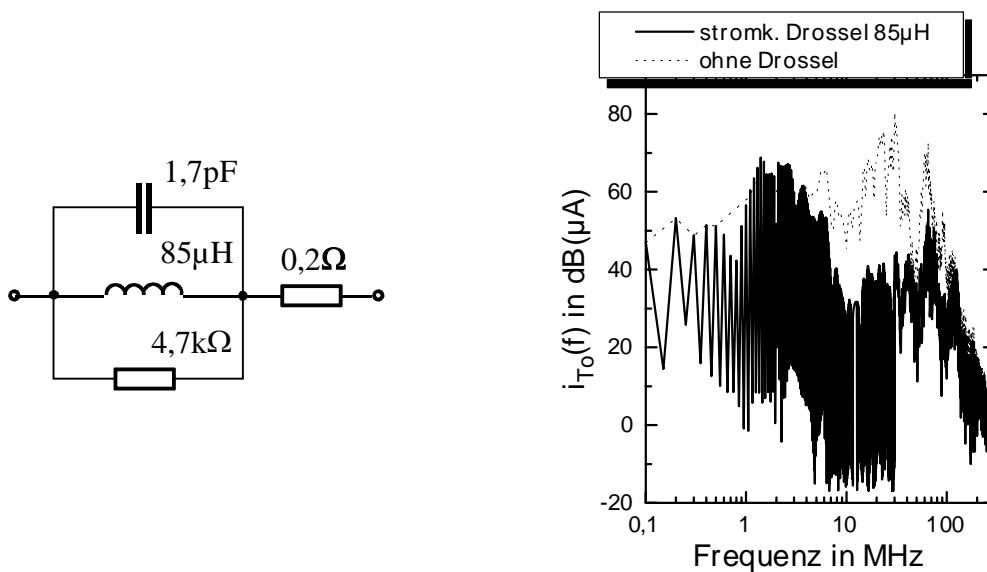 1,7pF
85µH
0,2Ω
4,7kΩ
stromk. Drossel 85µH
ohne Drossel
80
60
40
20
0
-20
i_To(f) in dB(µA)
0,1 1 10 100
Frequenz in MHz